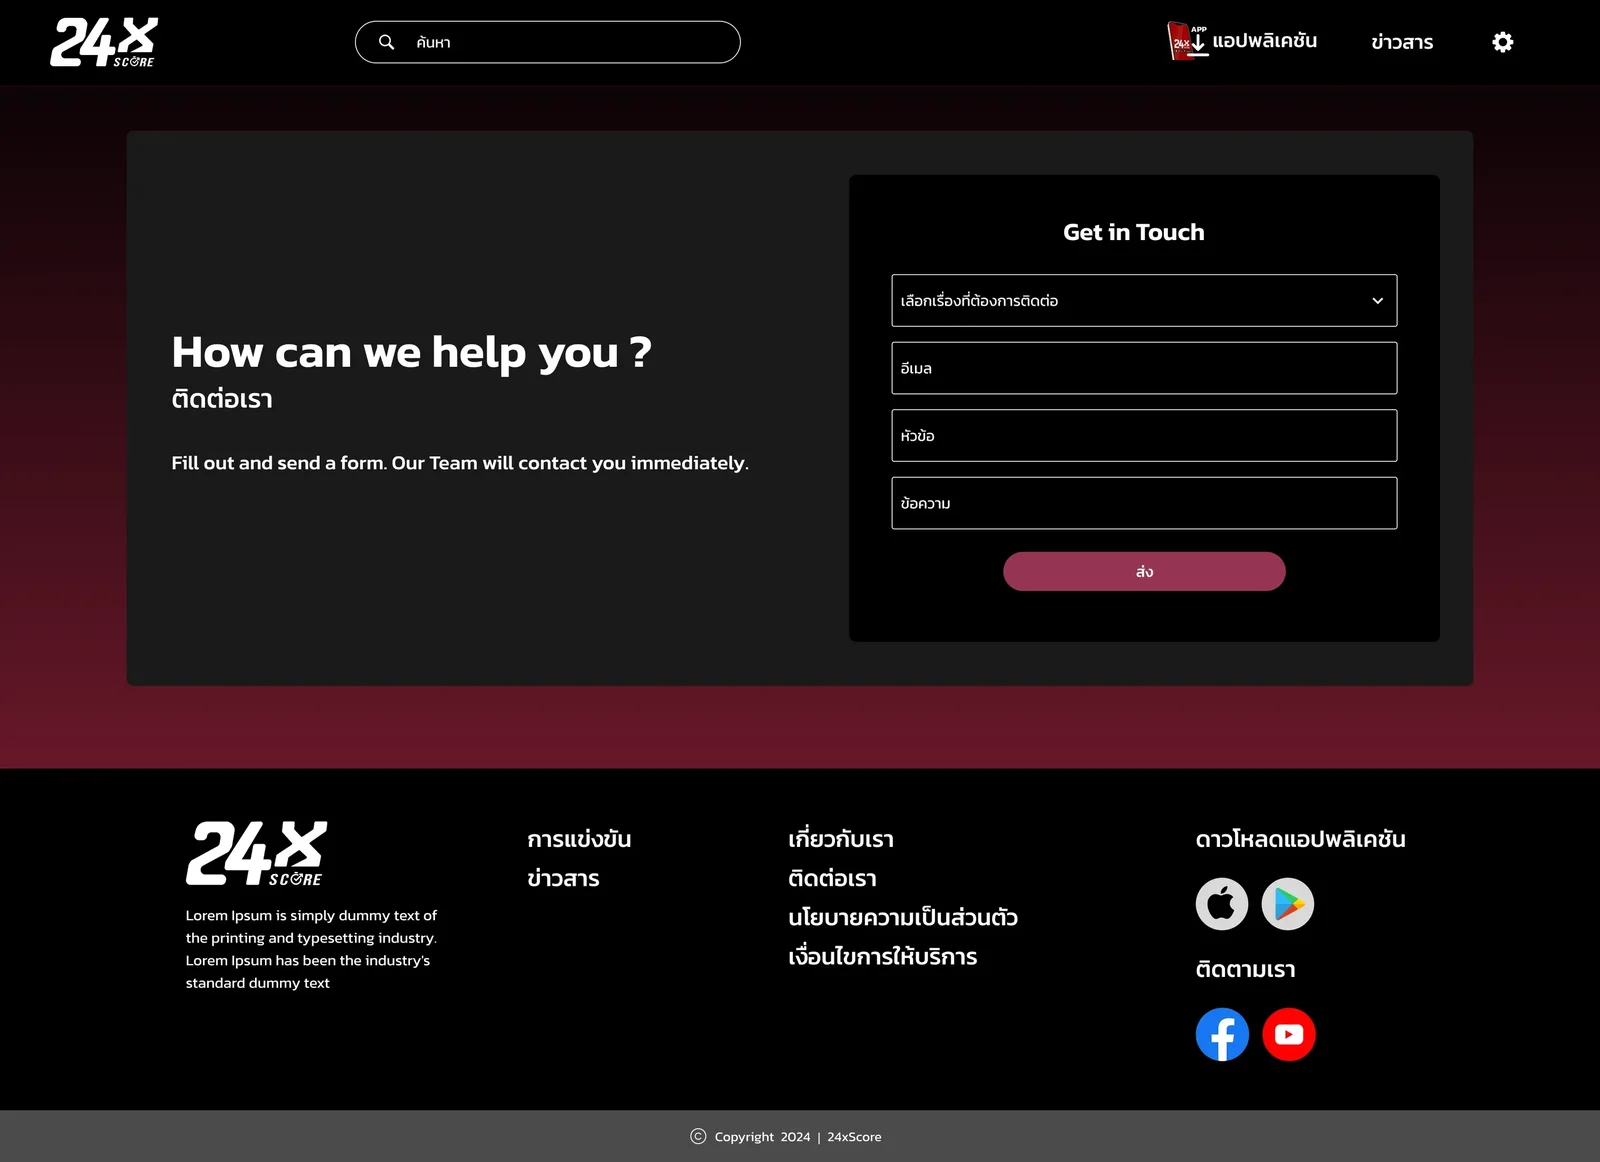 24X
SCORE
ค้นหา
APP
24X
แอปพลิเคชัน
ข่าวสาร
How can we help you ?
ติดต่อเรา
Fill out and send a form. Our Team will contact you immediately.
Get in Touch
เลือกเรื่องที่ต้องการติดต่อ
อีเมล
หัวข้อ
ข้อความ
ส่ง
24X
SCORE
Lorem Ipsum is simply dummy text of
the printing and typesetting industry.
Lorem Ipsum has been the industry's
standard dummy text
การแข่งขัน
ข่าวสาร
เกี่ยวกับเรา
ติดต่อเรา
นโยบายความเป็นส่วนตัว
เงื่อนไขการให้บริการ
ดาวโหลดแอปพลิเคชัน
ติดตามเรา
© Copyright 2024 | 24xScore